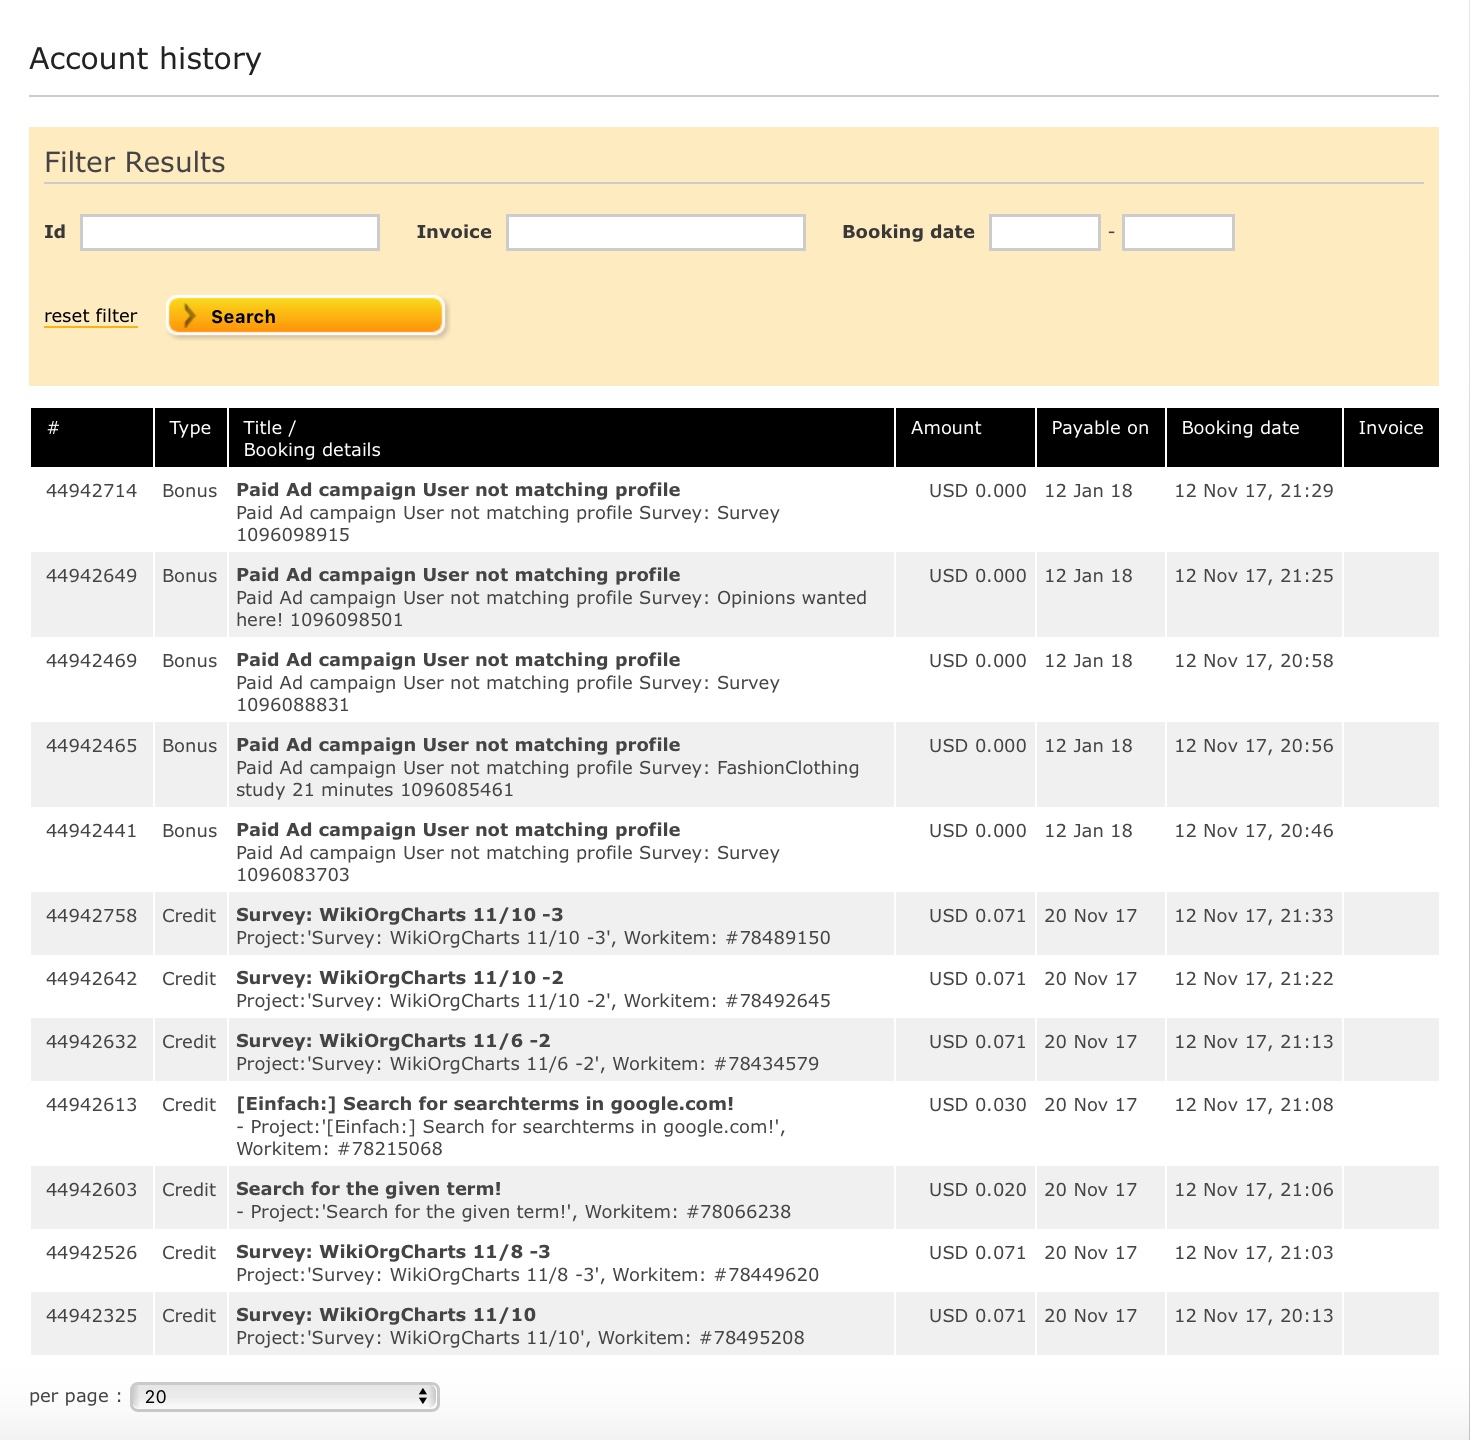 Account history
Filter Results
Id Invoice Booking date -
reset filter Search
# Type Title / Amount Payable on Booking date Invoice
Booking details
44942714 Bonus Paid Ad campaign User not matching profile USD 0.000 12 Jan 18 12 Nov 17, 21:29
Paid Ad campaign User not matching profile Survey: Survey
1096098915
44942649 Bonus Paid Ad campaign User not matching profile USD 0.000 12 Jan 18 12 Nov 17, 21:25
Paid Ad campaign User not matching profile Survey: Opinions wanted
here! 1096098501
44942469 Bonus Paid Ad campaign User not matching profile USD 0.000 12 Jan 18 12 Nov 17, 20:58
Paid Ad campaign User not matching profile Survey: Survey
1096088831
44942465 Bonus Paid Ad campaign User not matching profile USD 0.000 12 Jan 18 12 Nov 17, 20:56
Paid Ad campaign User not matching profile Survey: FashionClothing
study 21 minutes 1096085461
44942441 Bonus Paid Ad campaign User not matching profile USD 0.000 12 Jan 18 12 Nov 17, 20:46
Paid Ad campaign User not matching profile Survey: Survey
1096083703
44942758 Credit Survey: WikiOrgCharts 11/10 -3 USD 0.071 20 Nov 17 12 Nov 17, 21:33
Project:'Survey: WikiOrgCharts 11/10 -3', Workitem: #78489150
44942642 Credit Survey: WikiOrgCharts 11/10 -2 USD 0.071 20 Nov 17 12 Nov 17, 21:22
Project:'Survey: WikiOrgCharts 11/10 -2', Workitem: #78492645
44942632 Credit Survey: WikiOrgCharts 11/6 -2 USD 0.071 20 Nov 17 12 Nov 17, 21:13
Project:'Survey: WikiOrgCharts 11/6 -2', Workitem: #78434579
44942613 Credit [Einfach:] Search for searchterms in google.com! USD 0.030 20 Nov 17 12 Nov 17, 21:08
- Project:'[Einfach:] Search for searchterms in google.com!',
Workitem: #78215068
44942603 Credit Search for the given term! USD 0.020 20 Nov 17 12 Nov 17, 21:06
- Project:'Search for the given term!', Workitem: #78066238
44942526 Credit Survey: WikiOrgCharts 11/8 -3 USD 0.071 20 Nov 17 12 Nov 17, 21:03
Project:'Survey: WikiOrgCharts 11/8 -3', Workitem: #78449620
44942325 Credit Survey: WikiOrgCharts 11/10 USD 0.071 20 Nov 17 12 Nov 17, 20:13
Project:'Survey: WikiOrgCharts 11/10', Workitem: #78495208
per page : 20